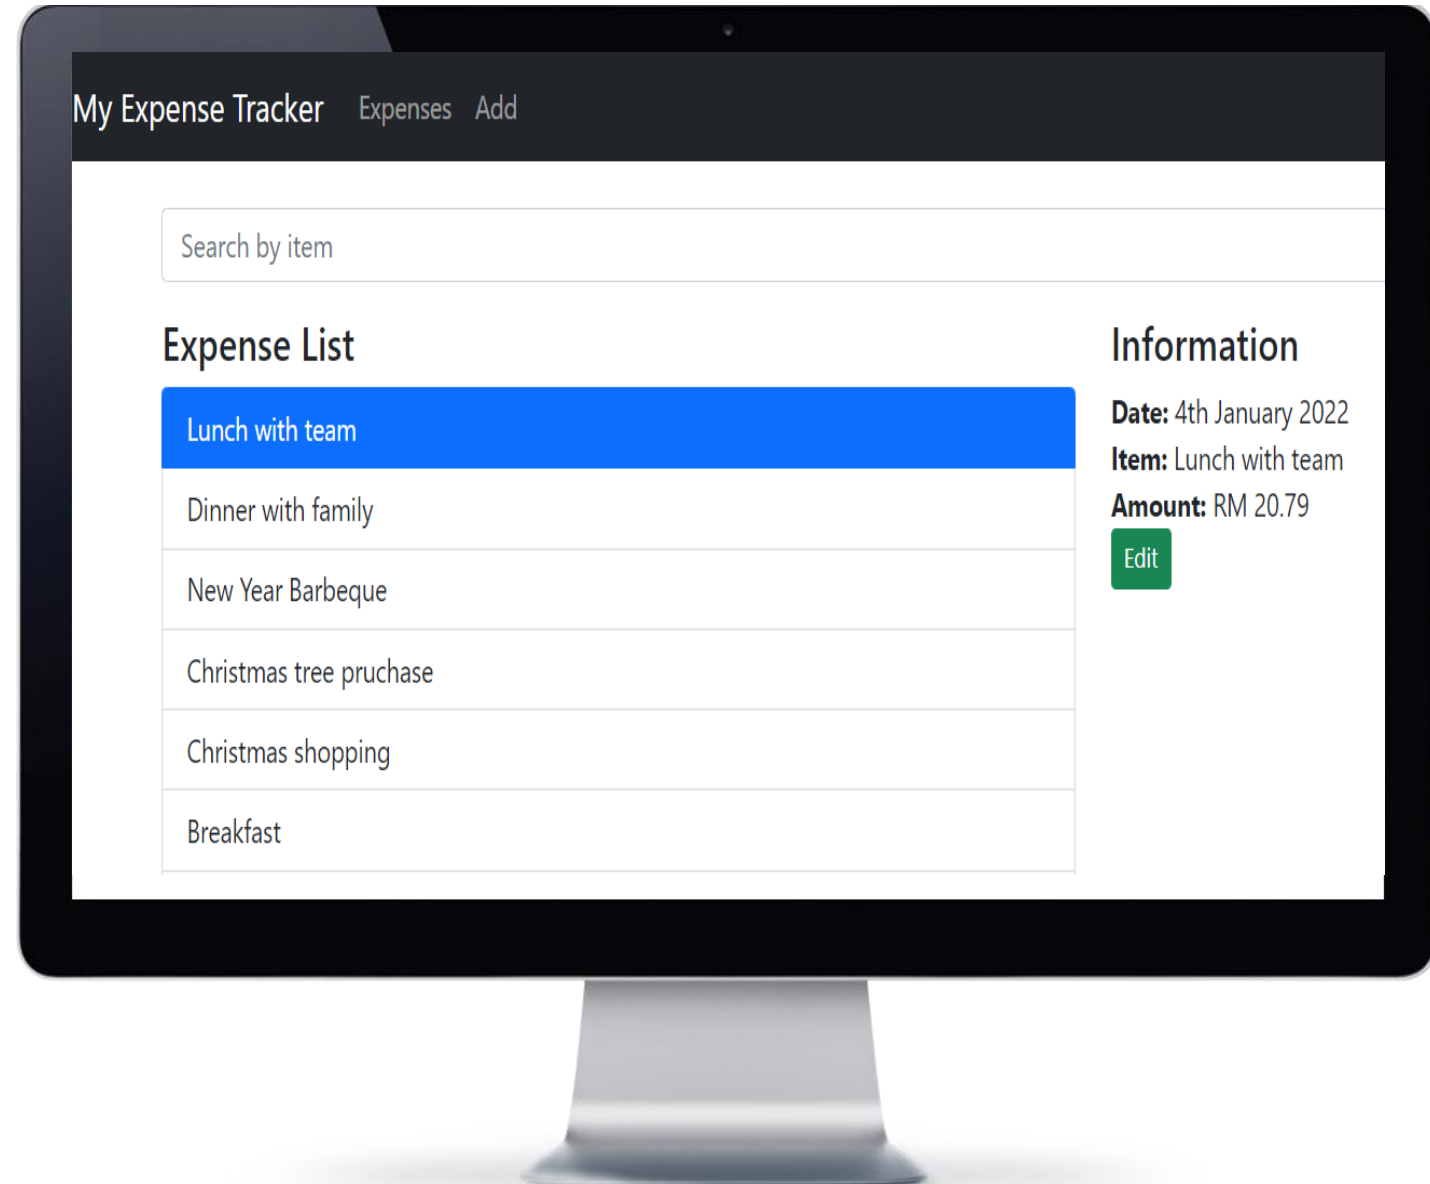 My Expense Tracker Expenses Add
Search by item
Expense List
Lunch with team
Dinner with family
New Year Barbeque
Christmas tree pruchase
Christmas shopping
Breakfast
Information
Date: 4th January 2022
Item: Lunch with team
Amount: RM 20.79
Edit